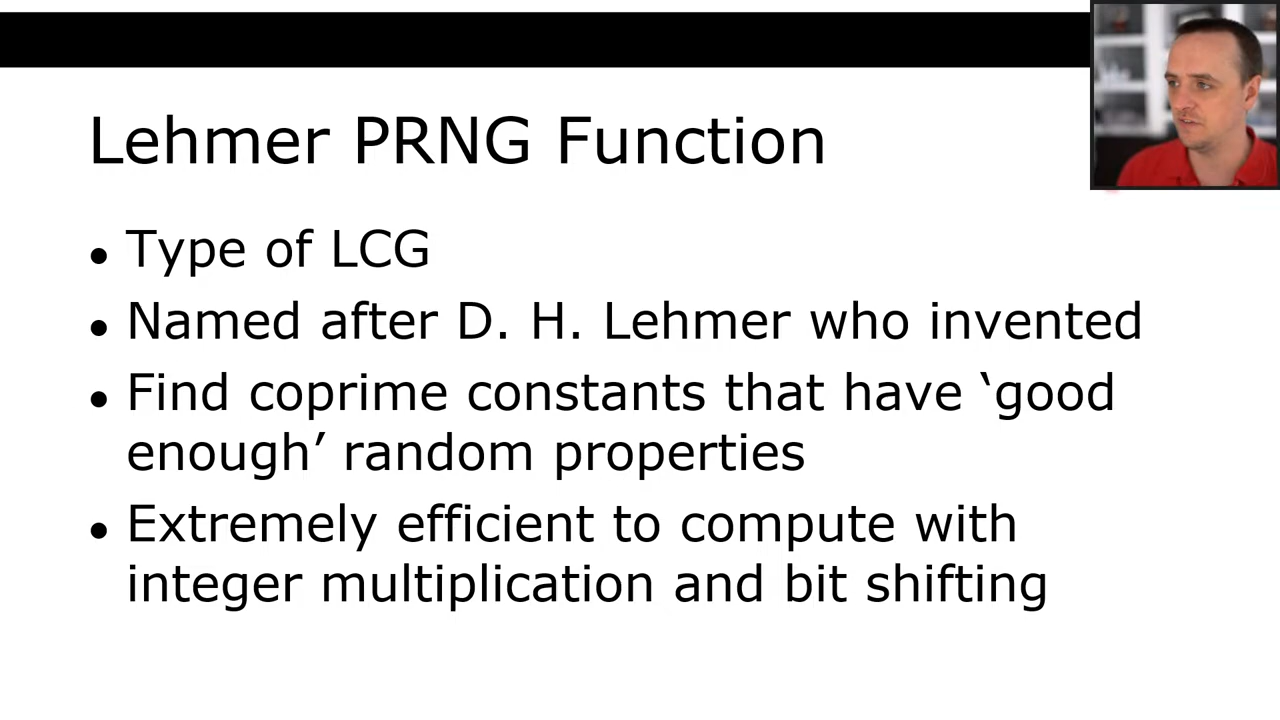 Lehmer PRNG Function
• Type of LCG
• Named after D. H. Lehmer who invented
• Find coprime constants that have ‘good
enough’ random properties
• Extremely efficient to compute with
integer multiplication and bit shifting